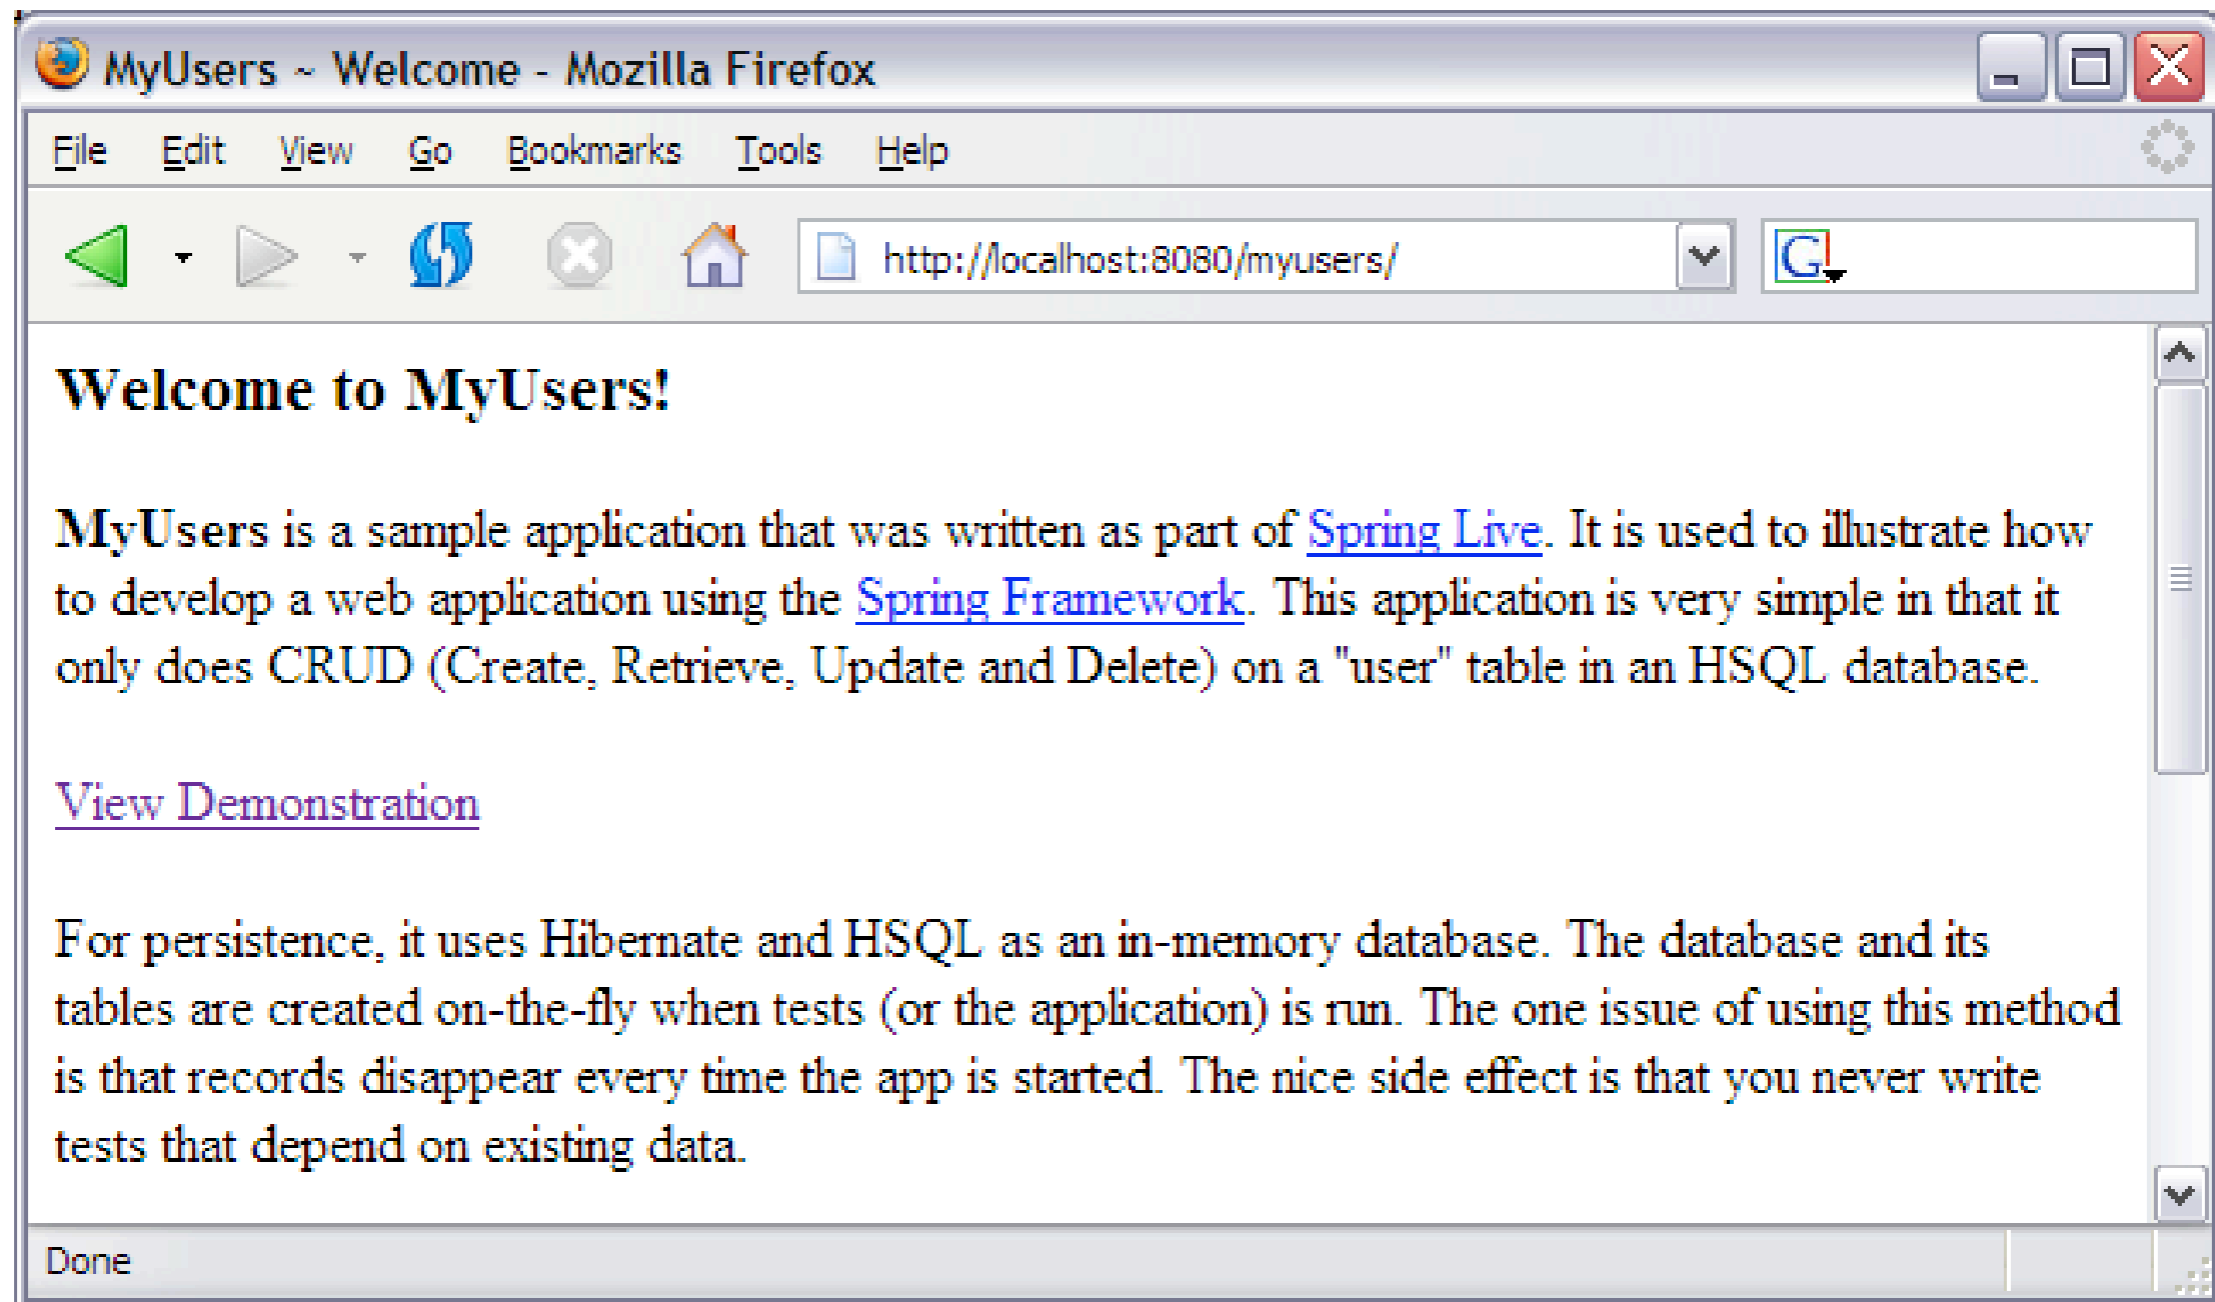 MyUsers ~ Welcome - Mozilla Firefox
File Edit View Go Bookmarks Tools Help
http://localhost:8080/myusers/
G
Welcome to MyUsers!
MyUsers is a sample application that was written as part of Spring Live. It is used to illustrate how
to develop a web application using the Spring Framework. This application is very simple in that it
only does CRUD (Create, Retrieve, Update and Delete) on a "user" table in an HSQL database.
View Demonstration
For persistence, it uses Hibernate and HSQL as an in-memory database. The database and its
tables are created on-the-fly when tests (or the application) is run. The one issue of using this method
is that records disappear every time the app is started. The nice side effect is that you never write
tests that depend on existing data.
Done